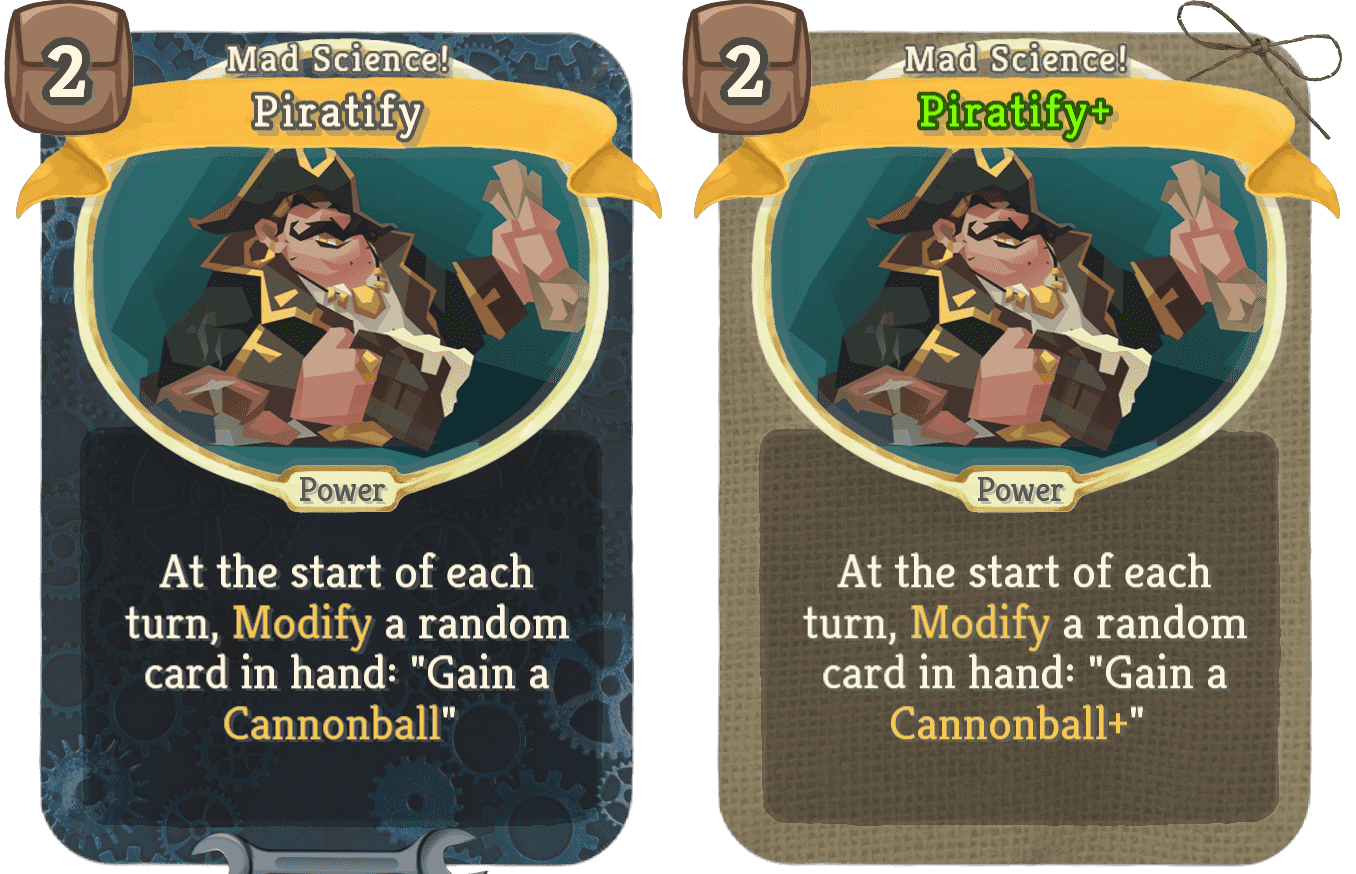 2
Mad Science!
Piratify
Power
At the start of each
turn, Modify a random
card in hand: "Gain a
Cannonball"
2
Mad Science!
Piratify+
Power
At the start of each
turn, Modify a random
card in hand: "Gain a
Cannonball+"